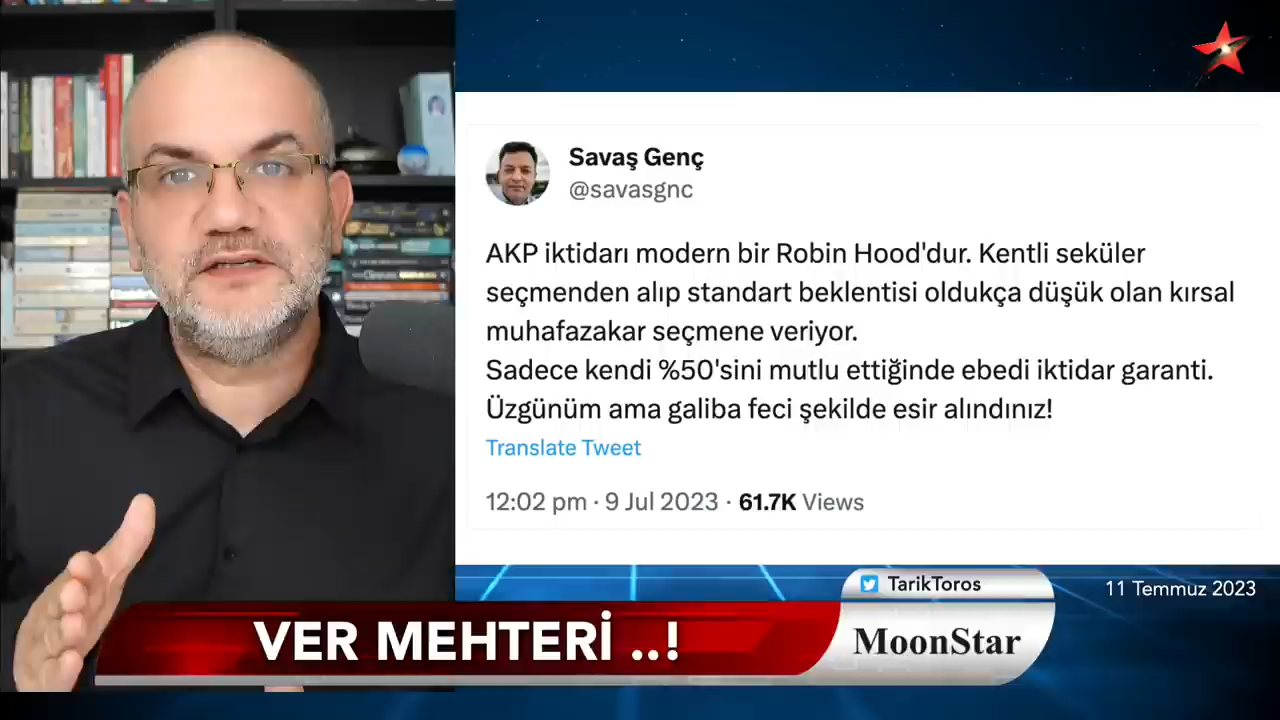 Savaş Genç
@savasgnc
AKP iktidarı modern bir Robin Hood'dur. Kentli seküler
seçmenden alıp standart beklentisi oldukça düşük olan kırsal
muhafazakar seçmene veriyor.
Sadece kendi %50'sini mutlu ettiğinde ebedi iktidar garanti.
Üzgünüm ama galiba feci şekilde esir alındınız!
Translate Tweet
12:02 pm · 9 Jul 2023 · 61.7K Views
TarikToros
11 Temmuz 2023
VER MEHTERİ ..!
MoonStar